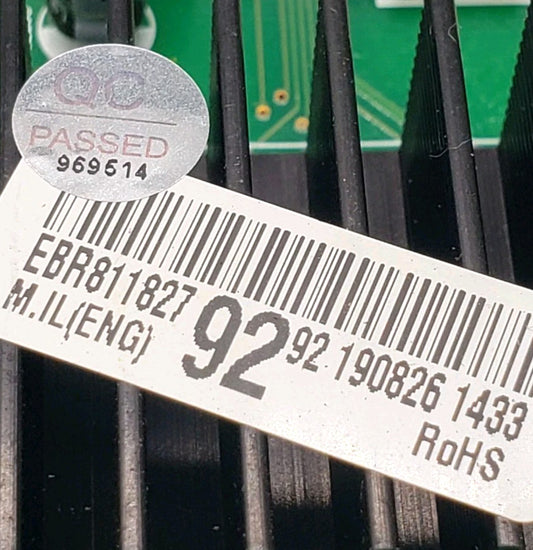 QC
PASSED
969514
EBR811827 92 92 190826 1433
M.IL(ENG)
RoHS